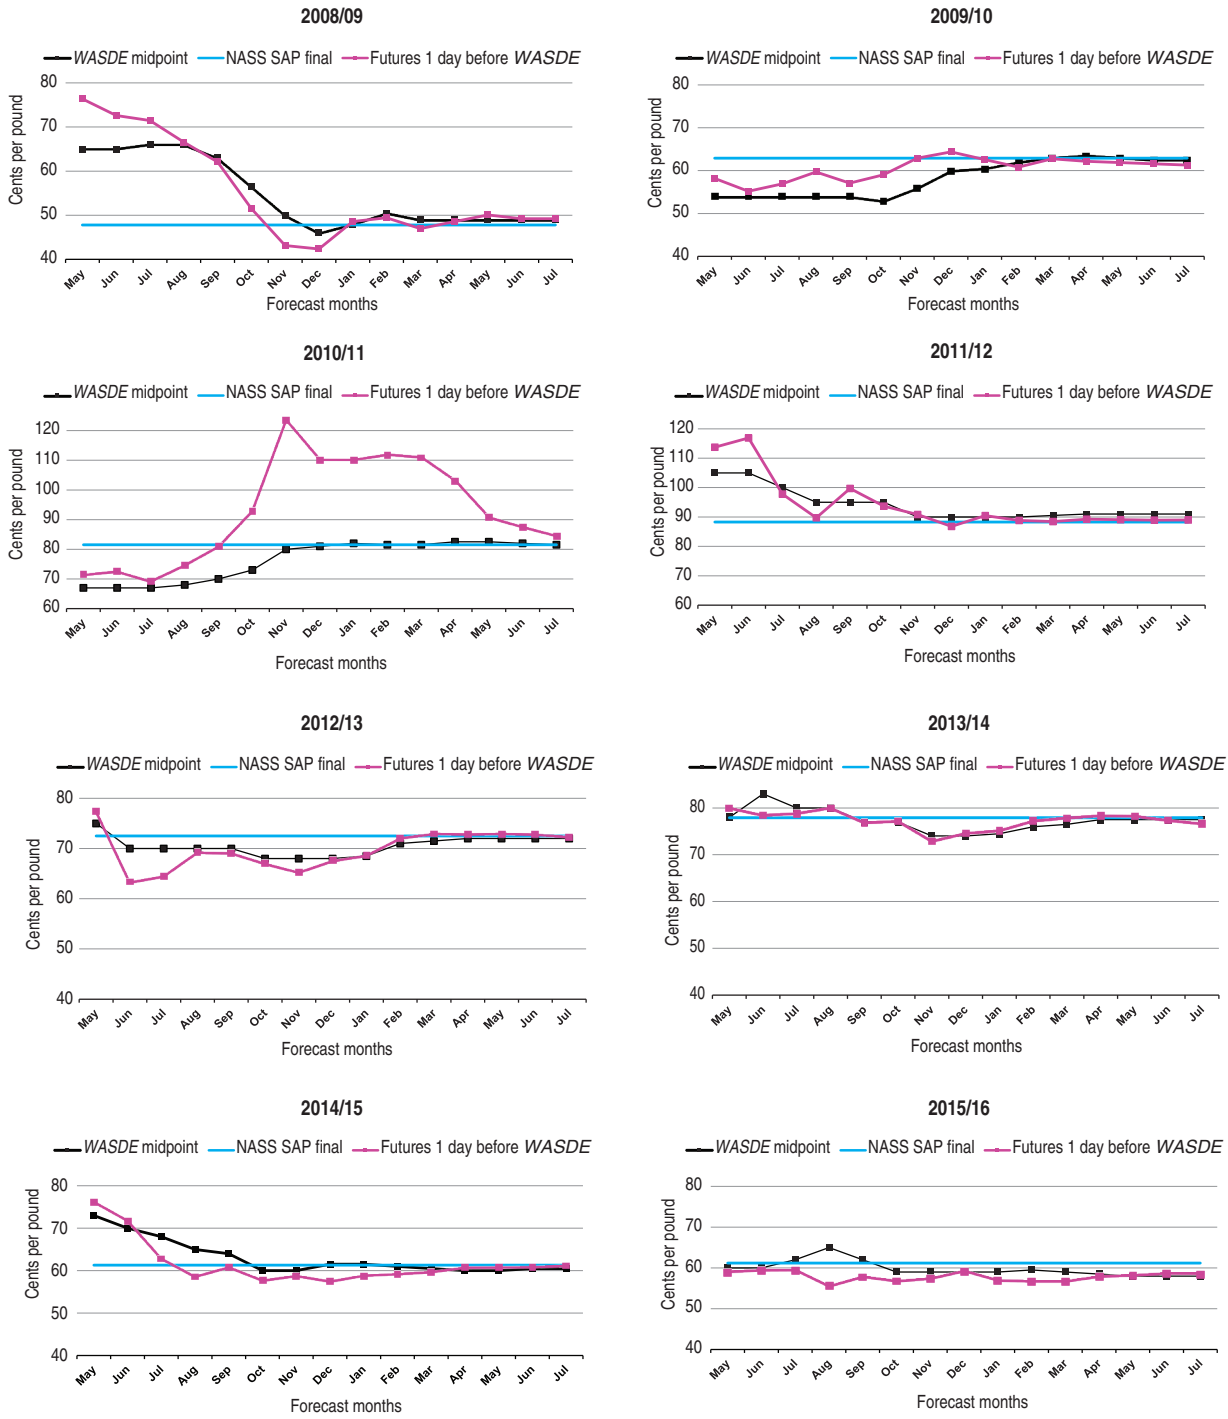 2008/09
WASDE midpoint NASS SAP final Futures 1 day before WASDE
Cents per pound
80
70
60
50
40
May Jun Jul Aug Sep Oct Nov Dec Jan Feb Mar Apr May Jun Jul
Forecast months
2009/10
WASDE midpoint NASS SAP final Futures 1 day before WASDE
Cents per pound
80
70
60
50
40
May Jun Jul Aug Sep Oct Nov Dec Jan Feb Mar Apr May Jun Jul
Forecast months
2010/11
WASDE midpoint NASS SAP final Futures 1 day before WASDE
Cents per pound
120
110
100
90
80
70
60
May Jun Jul Aug Sep Oct Nov Dec Jan Feb Mar Apr May Jun Jul
Forecast months
2011/12
WASDE midpoint NASS SAP final Futures 1 day before WASDE
Cents per pound
120
110
100
90
80
70
60
May Jun Jul Aug Sep Oct Nov Dec Jan Feb Mar Apr May Jun Jul
Forecast months
2012/13
WASDE midpoint NASS SAP final Futures 1 day before WASDE
Cents per pound
80
70
60
50
40
May Jun Jul Aug Sep Oct Nov Dec Jan Feb Mar Apr May Jun Jul
Forecast months
2013/14
WASDE midpoint NASS SAP final Futures 1 day before WASDE
Cents per pound
80
70
60
50
40
May Jun Jul Aug Sep Oct Nov Dec Jan Feb Mar Apr May Jun Jul
Forecast months
2014/15
WASDE midpoint NASS SAP final Futures 1 day before WASDE
Cents per pound
80
70
60
50
40
May Jun Jul Aug Sep Oct Nov Dec Jan Feb Mar Apr May Jun Jul
Forecast months
2015/16
WASDE midpoint NASS SAP final Futures 1 day before WASDE
Cents per pound
80
70
60
50
40
May Jun Jul Aug Sep Oct Nov Dec Jan Feb Mar Apr May Jun Jul
Forecast months